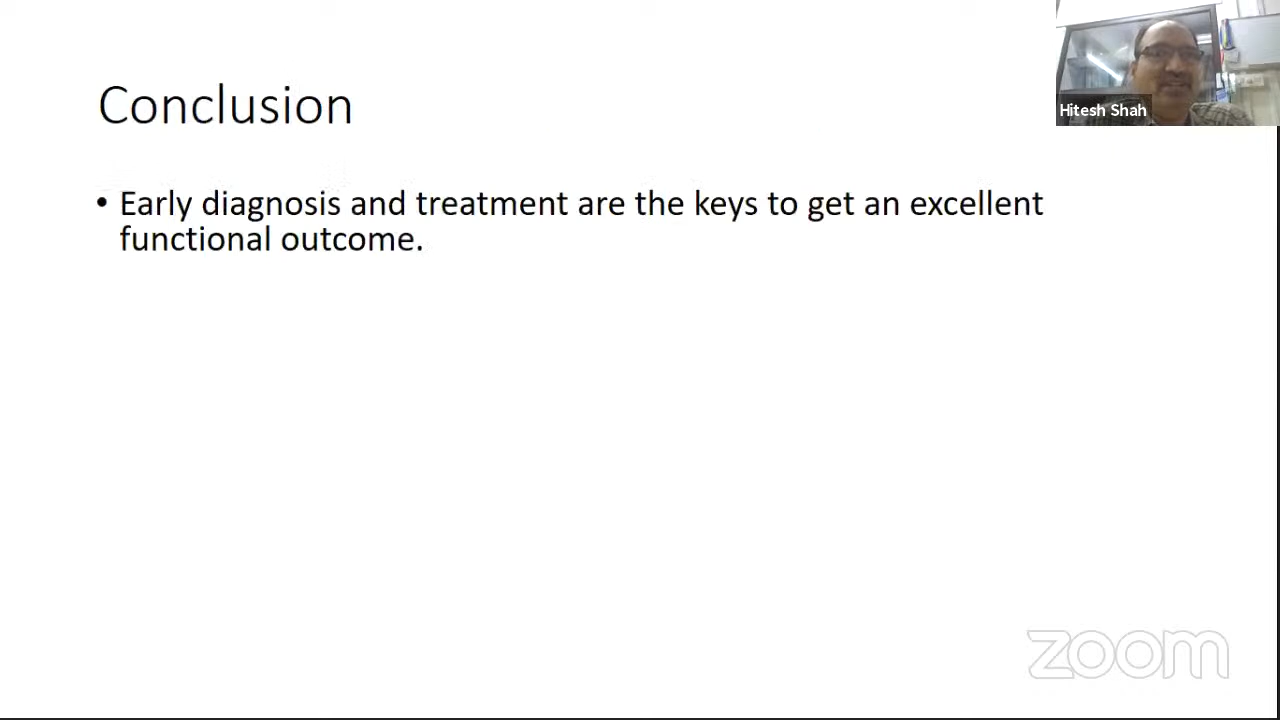 Conclusion
Hitesh Shah
• Early diagnosis and treatment are the keys to get an excellent
functional outcome.
zoom